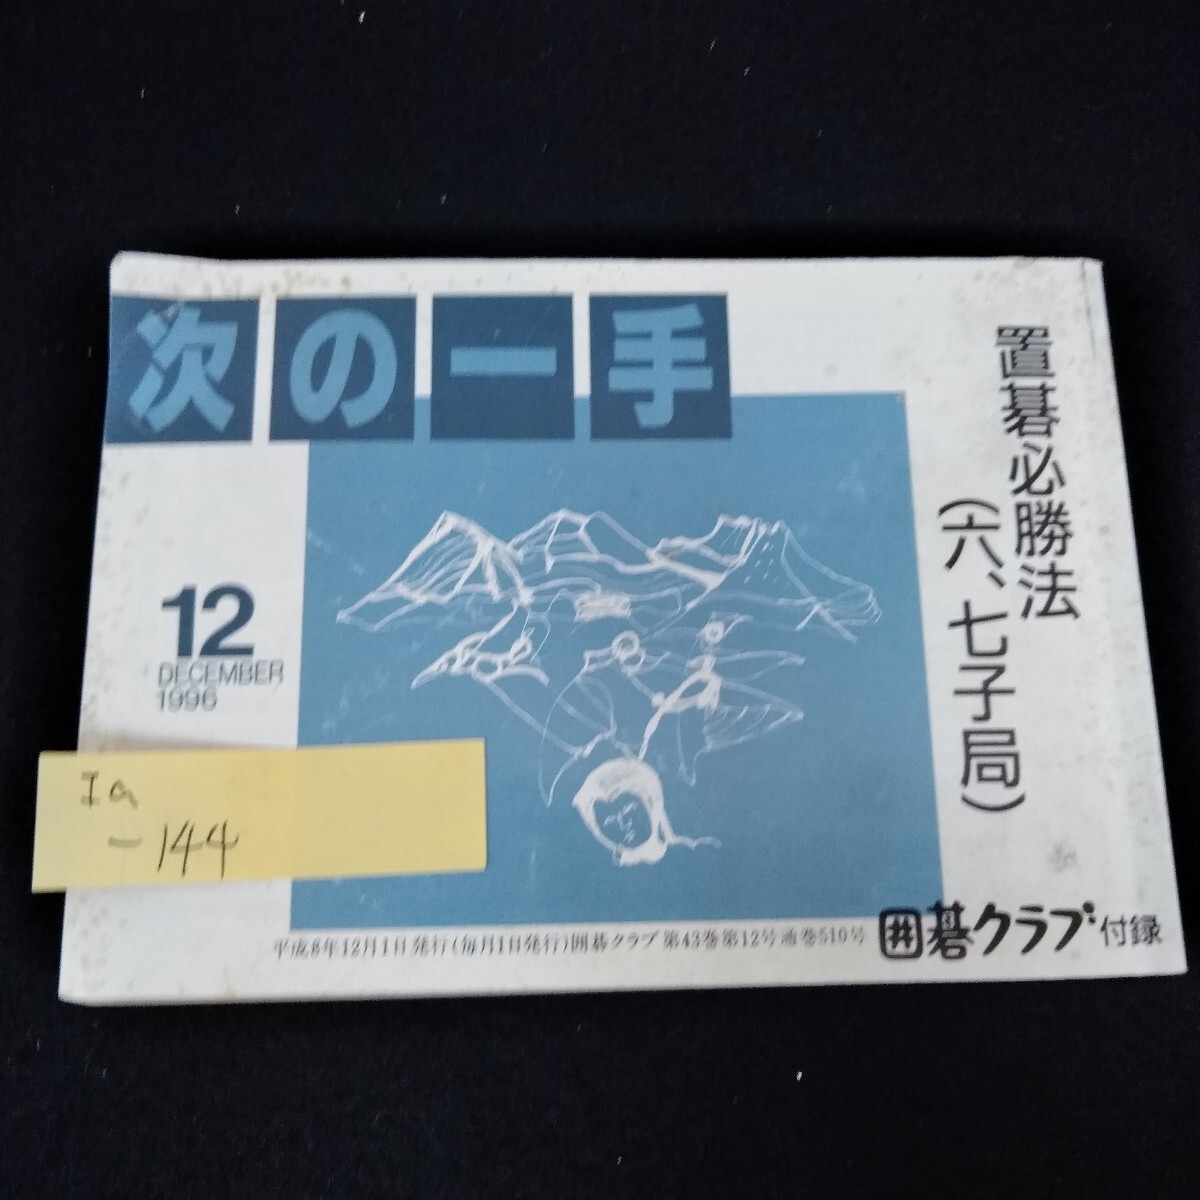 次の一手
置碁必勝法
(六、七子局)
12
DECEMBER
1996
Ia
-144
平成8年12月1日発行(毎月1日発行)囲碁クラブ第43巻第12号通巻510号
囲碁クラブ付録